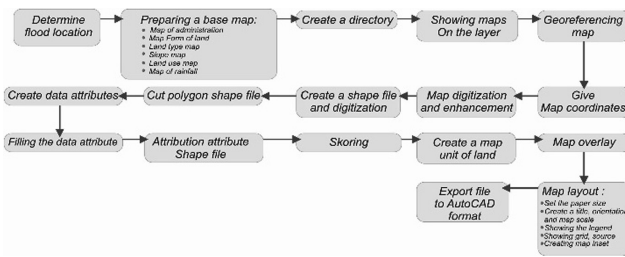 Determine
flood location
Preparing a base map:
• Map of administration
• Map Form of land
• Land type map
• Slope map
• Land use map
• Map of rainfall
Create a directory
Showing maps
On the layer
Georeferencing
map
Give
Map coordinates
Map digitization
and enhancement
Create a shape file
and digitization
Cut polygon shape file
Create data attributes
Filling the data attribute
Attribution attribute
Shape file
Skoring
Create a map
unit of land
Map overlay
Map layout :
•Set the paper size
•Create a title, orientation
and map scale
•Showing the legend
•Showing grid, source
•Creating map inset
Export file
to AutoCAD
format